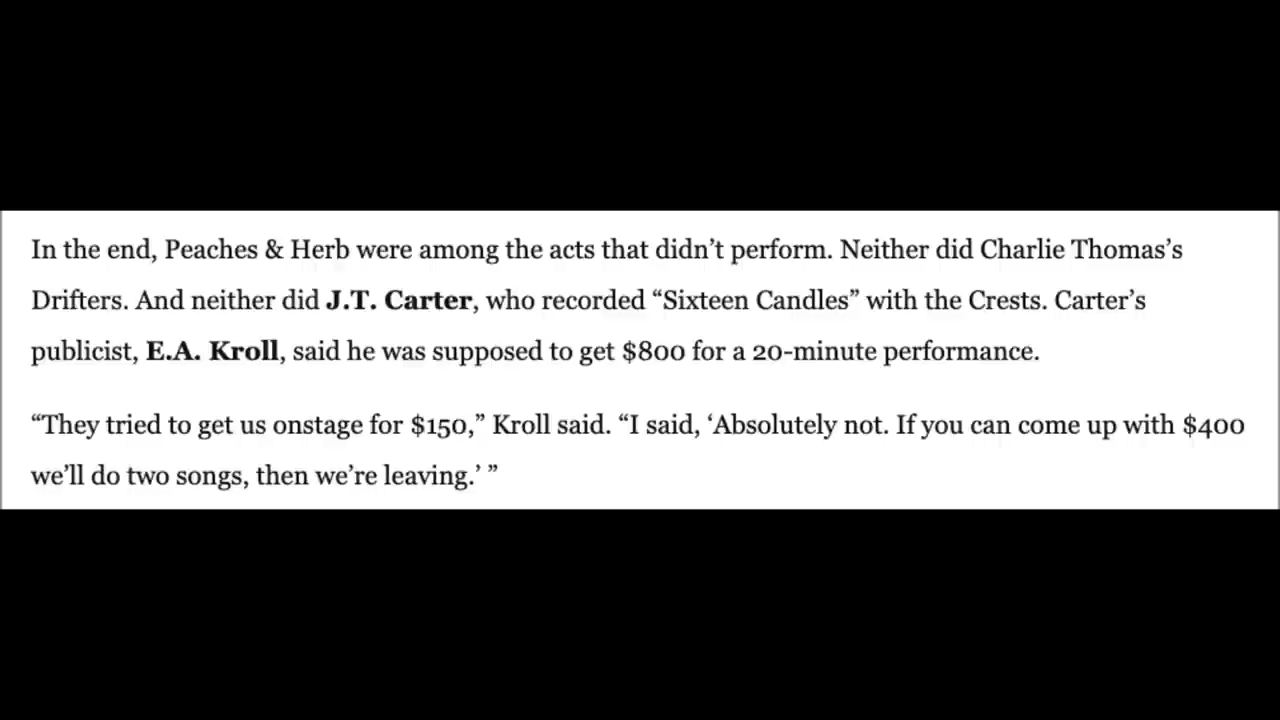 In the end, Peaches & Herb were among the acts that didn’t perform. Neither did Charlie Thomas’s
Drifters. And neither did J.T. Carter, who recorded “Sixteen Candles” with the Crests. Carter’s
publicist, E.A. Kroll, said he was supposed to get $800 for a 20-minute performance.
“They tried to get us onstage for $150,” Kroll said. “I said, ‘Absolutely not. If you can come up with $400
we’ll do two songs, then we’re leaving.’ ”